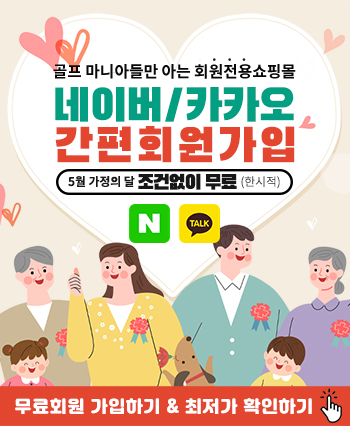 골프 마니아들만 아는 회원전용쇼핑몰
네이버/카카오
간편회원가입
5월 가정의 달 조건없이 무료 (한시적)
N TALK
무료회원 가입하기 & 최저가 확인하기